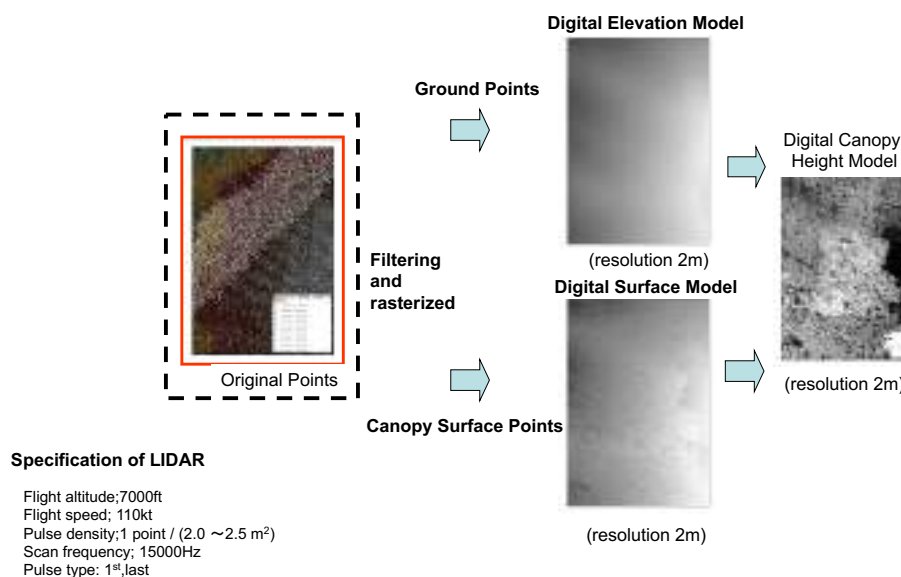 Digital Elevation Model
Ground Points
Digital Canopy
Height Model
Filtering
and
rasterized
(resolution 2m)
Digital Surface Model
Original Points
(resolution 2m)
Canopy Surface Points
Specification of LIDAR
(resolution 2m)
Flight altitude;7000ft
Flight speed; 110kt
Pulse density;1 point / (2.0 ～2.5 m²)
Scan frequency; 15000Hz
Pulse type: 1st,last